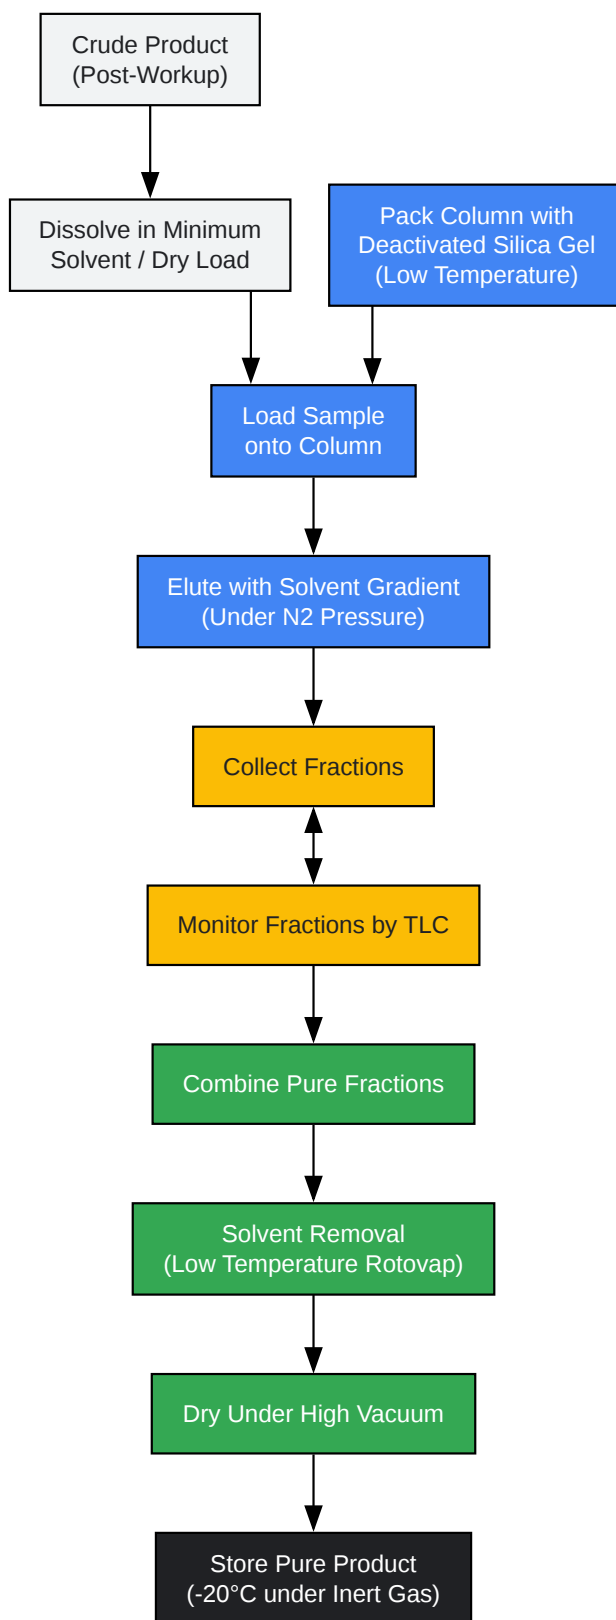 Crude Product
(Post-Workup)
Dissolve in Minimum
Solvent / Dry Load
Pack Column with
Deactivated Silica Gel
(Low Temperature)
Load Sample
onto Column
Elute with Solvent Gradient
(Under N2 Pressure)
Collect Fractions
Monitor Fractions by TLC
Combine Pure Fractions
Solvent Removal
(Low Temperature Rotovap)
Dry Under High Vacuum
Store Pure Product
(-20°C under Inert Gas)